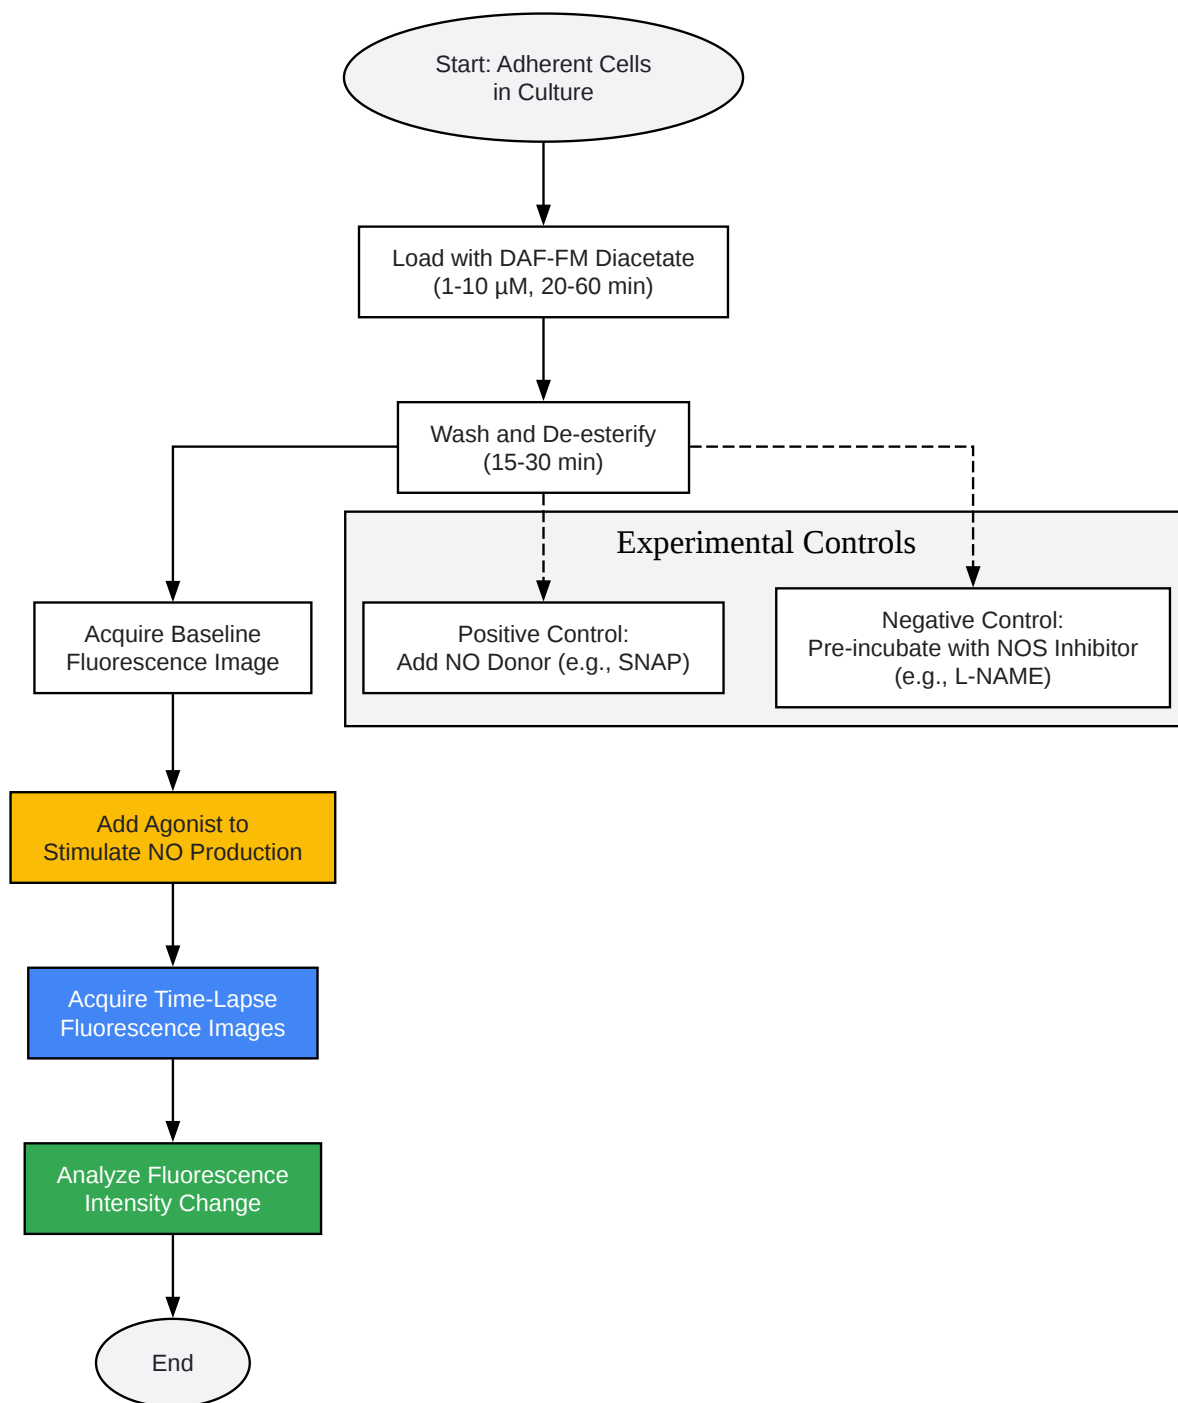 Start: Adherent Cells
in Culture
Load with DAF-FM Diacetate
(1-10 µM, 20-60 min)
Wash and De-esterify
(15-30 min)
Experimental Controls
Acquire Baseline
Fluorescence Image
Positive Control:
Add NO Donor (e.g., SNAP)
Negative Control:
Pre-incubate with NOS Inhibitor
(e.g., L-NAME)
Add Agonist to
Stimulate NO Production
Acquire Time-Lapse
Fluorescence Images
Analyze Fluorescence
Intensity Change
End